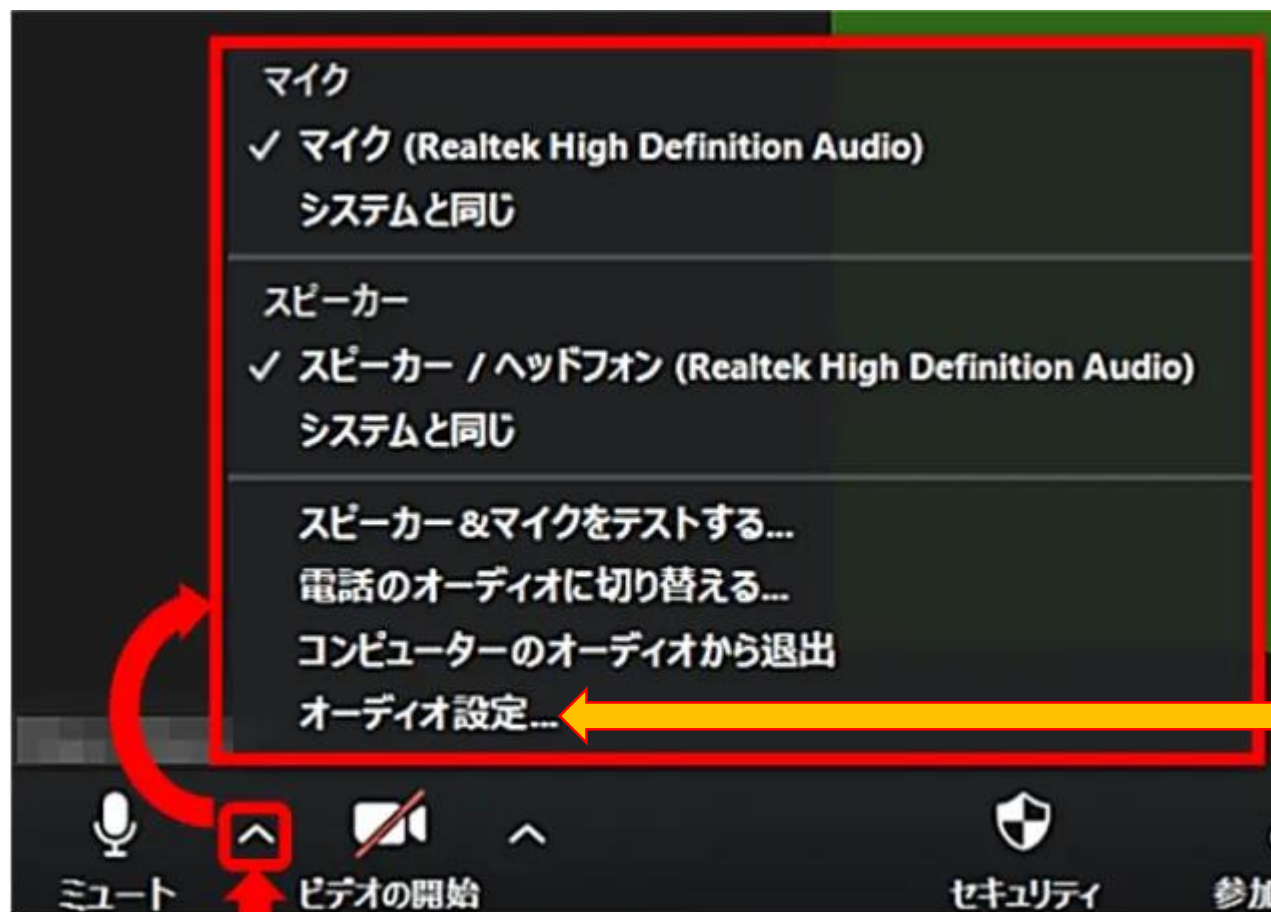 マイク
✓ マイク (Realtek High Definition Audio)
システムと同じ
スピーカー
✓ スピーカー / ヘッドフォン (Realtek High Definition Audio)
システムと同じ
スピーカー&マイクをテストする...
電話のオーディオに切り替える...
コンピューターのオーディオから退出
オーディオ設定...
ミュート ビデオの開始 セキュリティ 参加